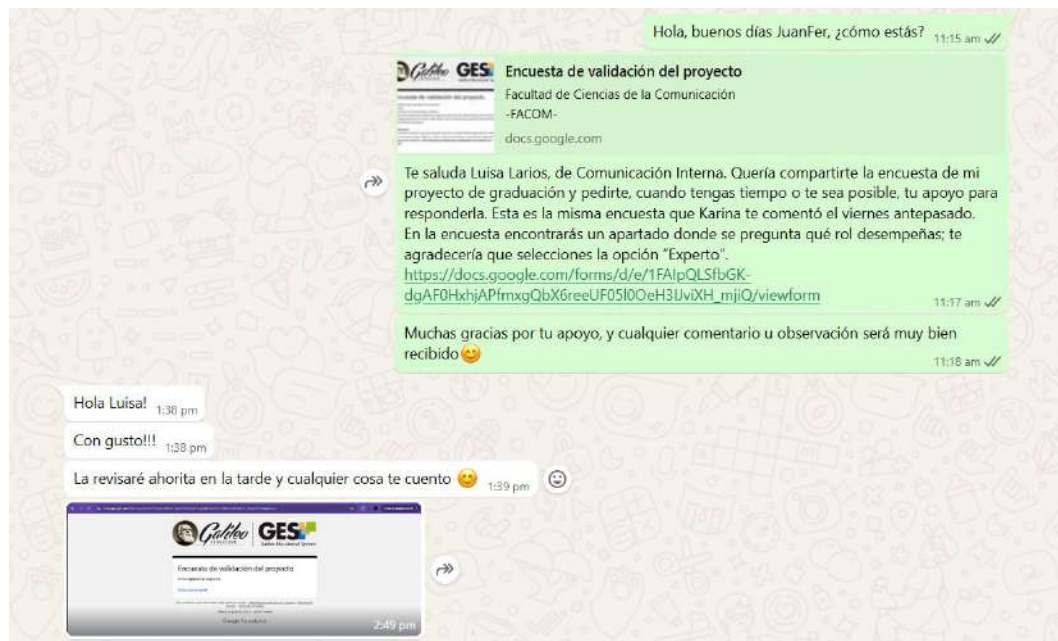 Hola, buenos días JuanFer, ¿cómo estás? 11:15 am
Galileo GES
Encuesta de validación del proyecto
Facultad de Ciencias de la Comunicación
-FACOM-
docs.google.com
Te saluda Luisa Larios, de Comunicación Interna. Quería compartirte la encuesta de mi
proyecto de graduación y pedirte, cuando tengas tiempo o te sea posible, tu apoyo para
responderla. Esta es la misma encuesta que Karina te comentó el viernes antepasado.
En la encuesta encontrarás un apartado donde se pregunta qué rol desempeñas; te
agradecería que selecciones la opción "Experto".
https://docs.google.com/forms/d/e/1FAIpQLSfbGK-
dgAF0HxhjAPfmxgQbX6reeUF05l0OeH3IJviXH_mjiQ/viewform
11:17 am
Muchas gracias por tu apoyo, y cualquier comentario u observación será muy bien
recibido😊
11:18 am
Hola Luisa! 1:38 pm
Con gusto!!! 1:38 pm
La revisaré ahorita en la tarde y cualquier cosa te cuento 😊 1:39 pm
Galileo GES
Encuesta de validación del proyecto
2:49 pm